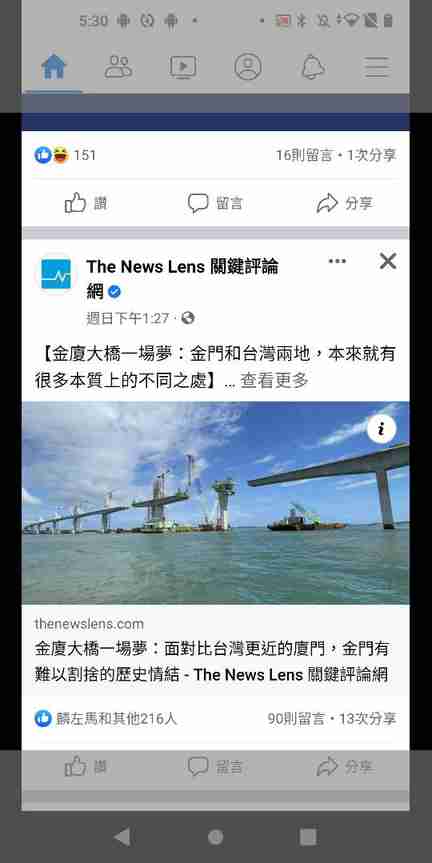 5:30
151
16則留言・1次分享
讚
留言
分享
The News Lens 關鍵評論
網
週日下午1:27 ·
【金廈大橋一場夢：金門和台灣兩地，本來就有
很多本質上的不同之處】... 查看更多
thenewslens.com
金廈大橋一場夢：面對比台灣更近的廈門，金門有
難以割捨的歷史情結 - The News Lens 關鍵評論網
麟左馬和其他216人
90則留言・13次分享
讚
留言
分享